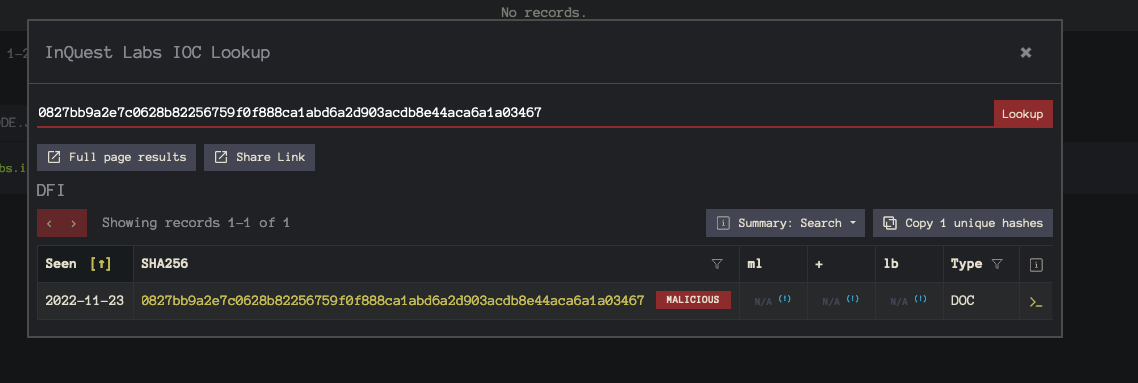 No records.
InQuest Labs IOC Lookup ✖
1-2
0827bb9a2e7c0628b82256759f0f888ca1abd6a2d903acdb8e44aca6a1a03467 Lookup
DE..
Full page results Share Link
bs.i
DFI
‹ › Showing records 1-1 of 1 Summary: Search Copy 1 unique hashes
Seen [↑] SHA256 ml + lb Type
2022-11-23 0827bb9a2e7c0628b82256759f0f888ca1abd6a2d903acdb8e44aca6a1a03467 MALICIOUS N/A (!) N/A (!) N/A (!) DOC >_